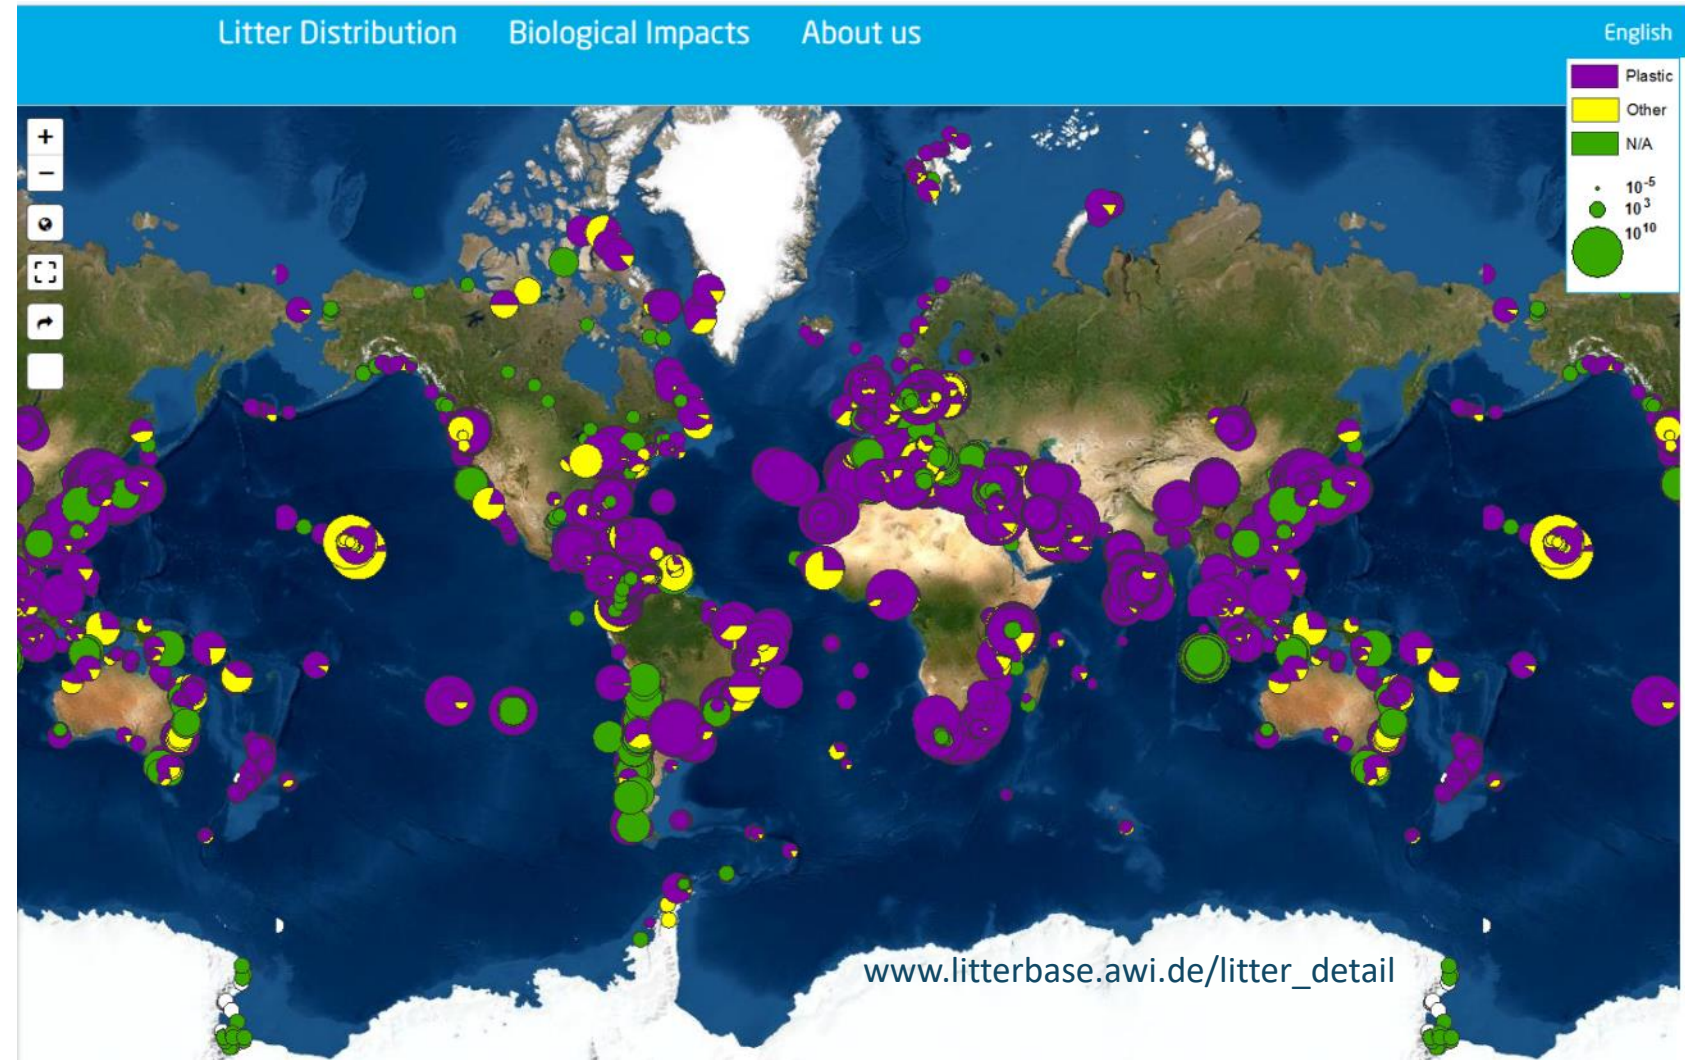 Litter Distribution Biological Impacts About us
English
Plastic
Other
N/A
10⁻⁵
10³
10¹⁰
+
−
www.litterbase.awi.de/litter_detail